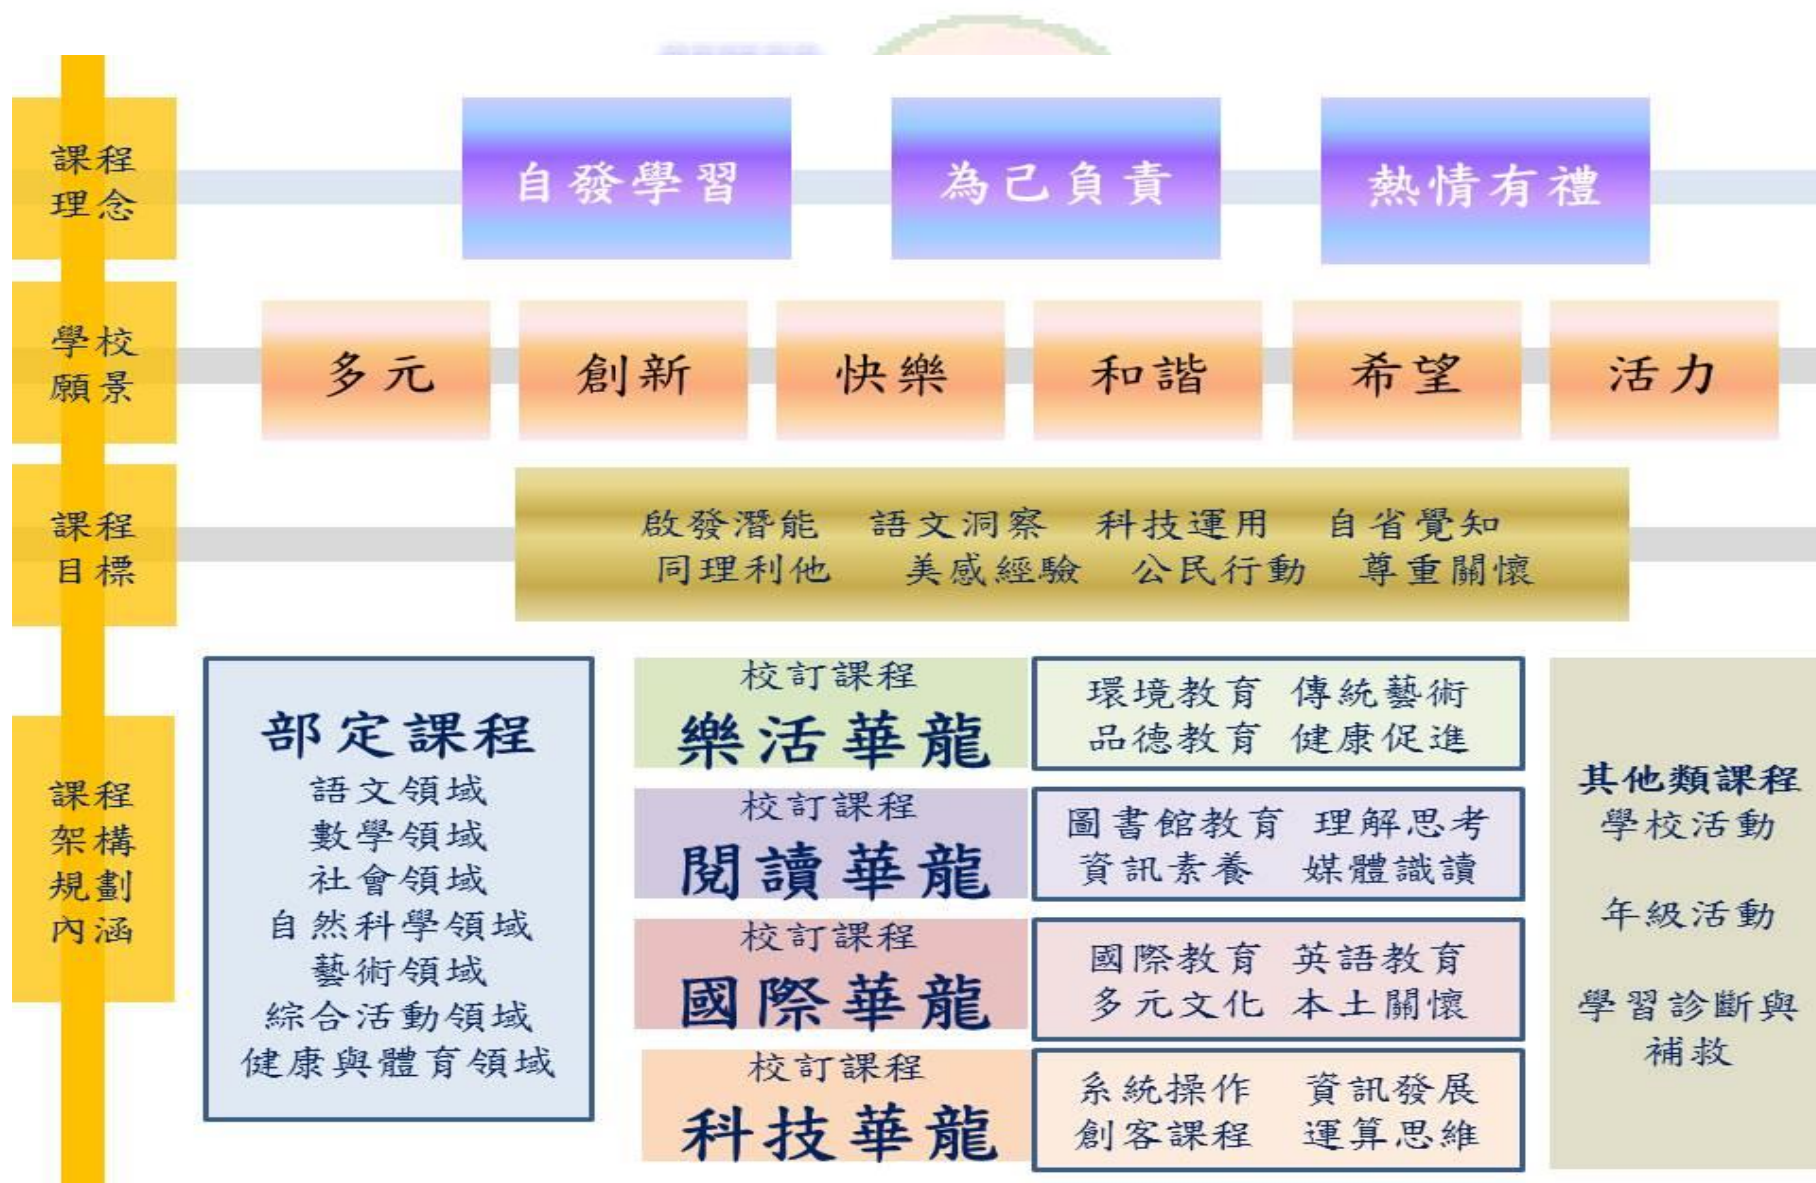 課程
理念
自發學習
為己負責
熱情有禮
學校
願景
多元
創新
快樂
和諧
希望
活力
課程
目標
啟發潛能 語文洞察 科技運用 自省覺知
同理利他 美感經驗 公民行動 尊重關懷
課程
架構
規劃
內涵
部定課程
語文領域
數學領域
社會領域
自然科學領域
藝術領域
綜合活動領域
健康與體育領域
校訂課程
樂活華龍
環境教育 傳統藝術
品德教育 健康促進
校訂課程
閱讀華龍
圖書館教育 理解思考
資訊素養 媒體識讀
校訂課程
國際華龍
國際教育 英語教育
多元文化 本土關懷
校訂課程
科技華龍
系統操作 資訊發展
創客課程 運算思維
其他類課程
學校活動
年級活動
學習診斷與
補救